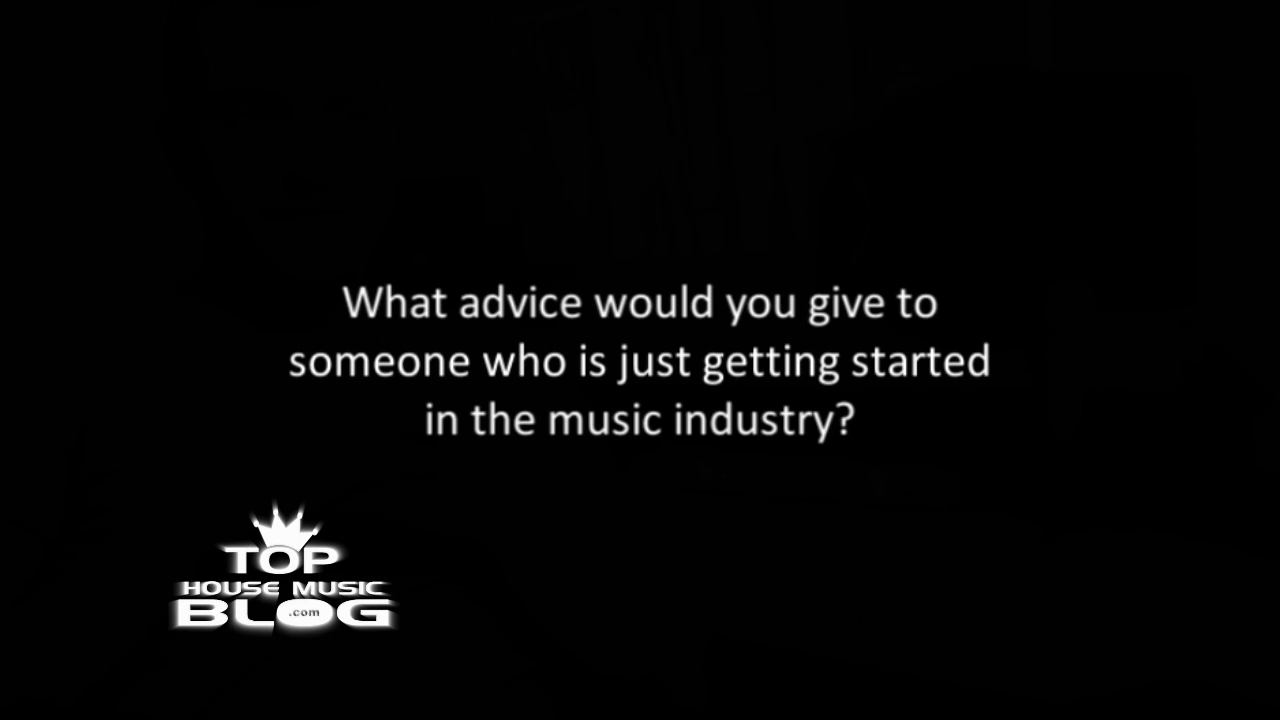 What advice would you give to
someone who is just getting started
in the music industry?
TOP
HOUSE MUSIC
BLOG
.com